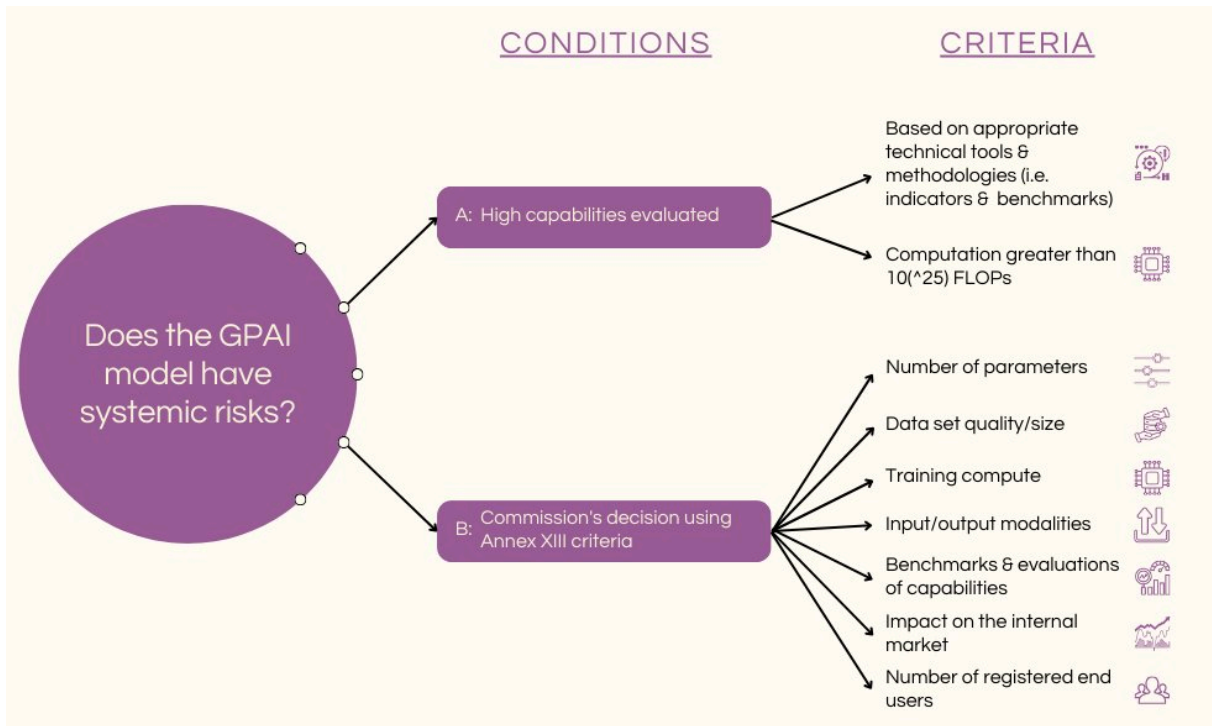 CONDITIONS
CRITERIA
Does the GPAI
model have
systemic risks?
A: High capabilities evaluated
Based on appropriate
technical tools &
methodologies (i.e.
indicators & benchmarks)
Computation greater than
10(^25) FLOPs
B: Commission's decision using
Annex XIII criteria
Number of parameters
Data set quality/size
Training compute
Input/output modalities
Benchmarks & evaluations
of capabilities
Impact on the internal
market
Number of registered end
users